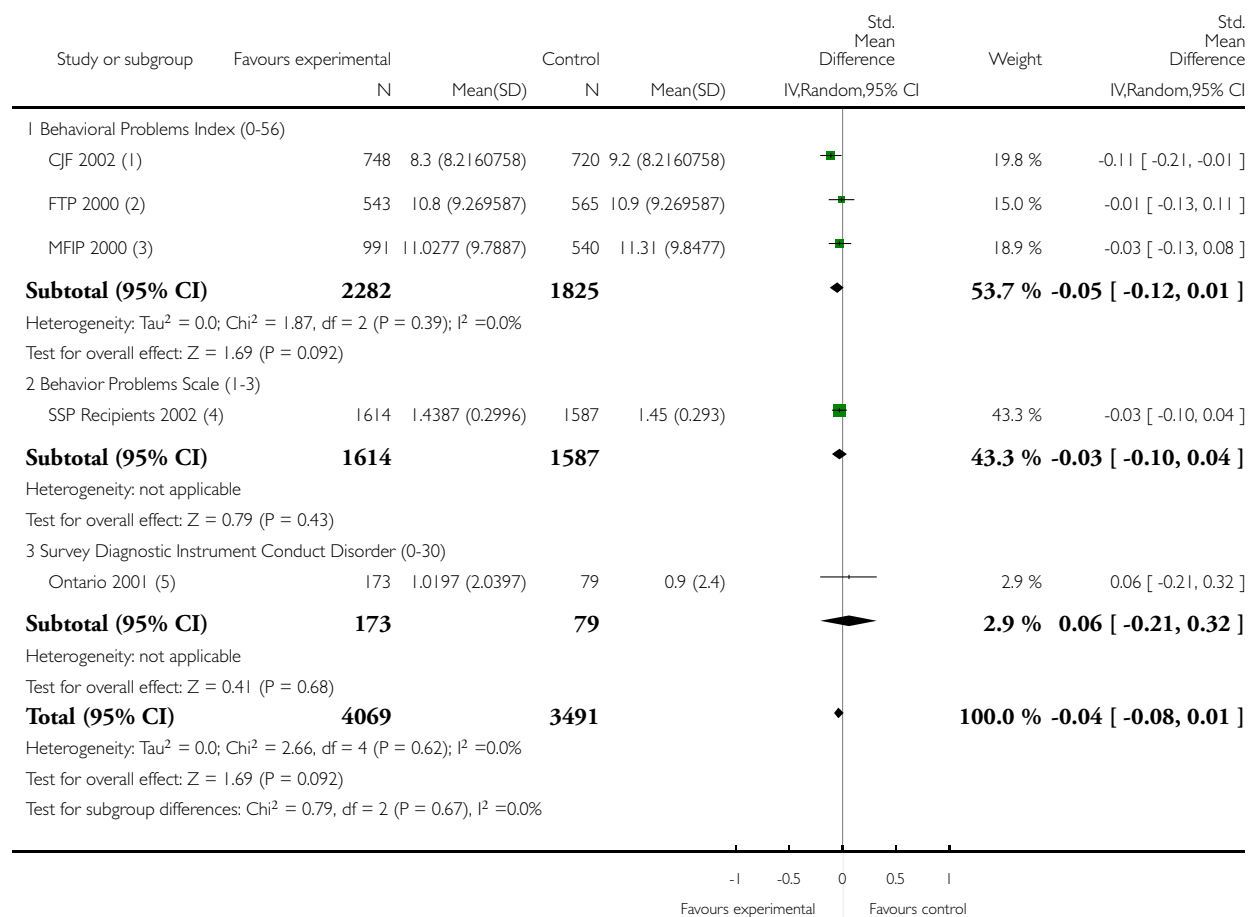 Study or subgroup Favours experimental Control Std. Mean Difference Weight Std. Mean Difference
N Mean(SD) N Mean(SD) IV,Random,95% CI IV,Random,95% CI
1 Behavioral Problems Index (0-56)
CJF 2002 (1) 748 8.3 (8.2160758) 720 9.2 (8.2160758) 19.8 % -0.11 [ -0.21, -0.01 ]
FTP 2000 (2) 543 10.8 (9.269587) 565 10.9 (9.269587) 15.0 % -0.01 [ -0.13, 0.11 ]
MFIP 2000 (3) 991 11.0277 (9.7887) 540 11.31 (9.8477) 18.9 % -0.03 [ -0.13, 0.08 ]
Subtotal (95% CI) 2282 1825 53.7 % -0.05 [ -0.12, 0.01 ]
Heterogeneity: Tau² = 0.0; Chi² = 1.87, df = 2 (P = 0.39); I² =0.0%
Test for overall effect: Z = 1.69 (P = 0.092)
2 Behavior Problems Scale (1-3)
SSP Recipients 2002 (4) 1614 1.4387 (0.2996) 1587 1.45 (0.293) 43.3 % -0.03 [ -0.10, 0.04 ]
Subtotal (95% CI) 1614 1587 43.3 % -0.03 [ -0.10, 0.04 ]
Heterogeneity: not applicable
Test for overall effect: Z = 0.79 (P = 0.43)
3 Survey Diagnostic Instrument Conduct Disorder (0-30)
Ontario 2001 (5) 173 1.0197 (2.0397) 79 0.9 (2.4) 2.9 % 0.06 [ -0.21, 0.32 ]
Subtotal (95% CI) 173 79 2.9 % 0.06 [ -0.21, 0.32 ]
Heterogeneity: not applicable
Test for overall effect: Z = 0.41 (P = 0.68)
Total (95% CI) 4069 3491 100.0 % -0.04 [ -0.08, 0.01 ]
Heterogeneity: Tau² = 0.0; Chi² = 2.66, df = 4 (P = 0.62); I² =0.0%
Test for overall effect: Z = 1.69 (P = 0.092)
Test for subgroup differences: Chi² = 0.79, df = 2 (P = 0.67), I² =0.0%
-1 -0.5 0 0.5 1
Favours experimental Favours control